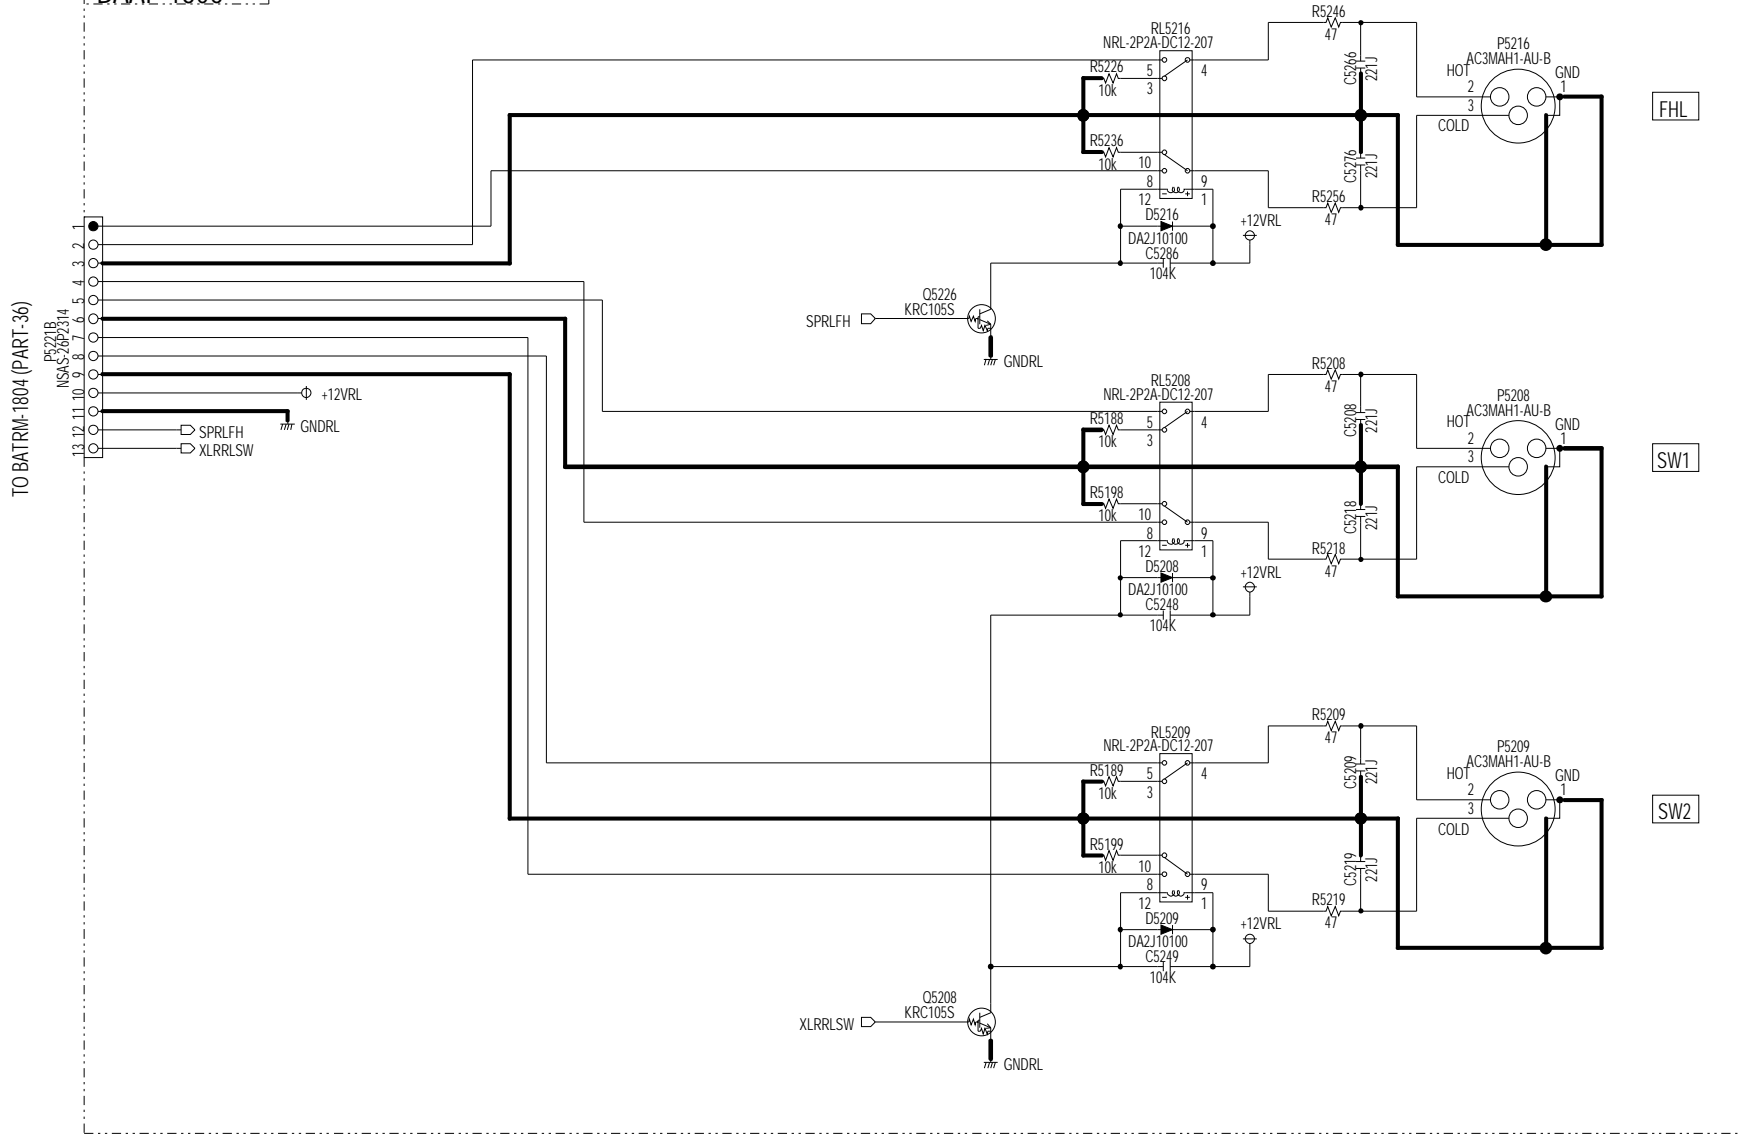 TO BATRM-1804 (PART-36)
P5221B
NSAS-26P2314
1
2
3
4
5
6
7
8
9
10
11
12
13
+12VRL
GNDRL
SPRLFH
XLRRLSW
RL5216
NRL-2P2A-DC12-207
R5226
10k
5
3
4
R5236
10k
10
8
9
12
1
D5216
DA2J10100
C5286
104K
+12VRL
Q5226
KRC105S
SPRLFH
GNDRL
R5246
47
C5266
221J
C5276
221J
R5256
47
P5216
AC3MAH1-AU-B
HOT
2
3
COLD
GND
1
FHL
RL5208
NRL-2P2A-DC12-207
R5188
10k
5
3
4
R5198
10k
10
8
9
12
1
D5208
DA2J10100
C5248
104K
+12VRL
R5208
47
C5208
221J
C5218
221J
R5218
47
P5208
AC3MAH1-AU-B
HOT
2
3
COLD
GND
1
SW1
RL5209
NRL-2P2A-DC12-207
R5189
10k
5
3
4
R5199
10k
10
8
9
12
1
D5209
DA2J10100
C5249
104K
+12VRL
Q5208
KRC105S
XLRRLSW
GNDRL
R5209
47
C5209
221J
C5219
221J
R5219
47
P5209
AC3MAH1-AU-B
HOT
2
3
COLD
GND
1
SW2